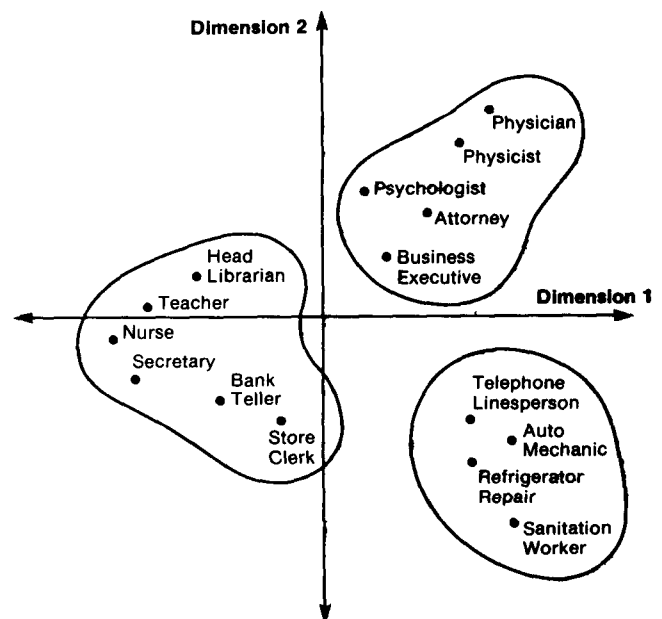 Dimension 2
Physician
Physicist
Psychologist
Attorney
Business
Executive
Head
Librarian
Teacher
Dimension 1
Nurse
Secretary
Bank
Teller
Store
Clerk
Telephone
Linesperson
Auto
Mechanic
Refrigerator
Repair
Sanitation
Worker